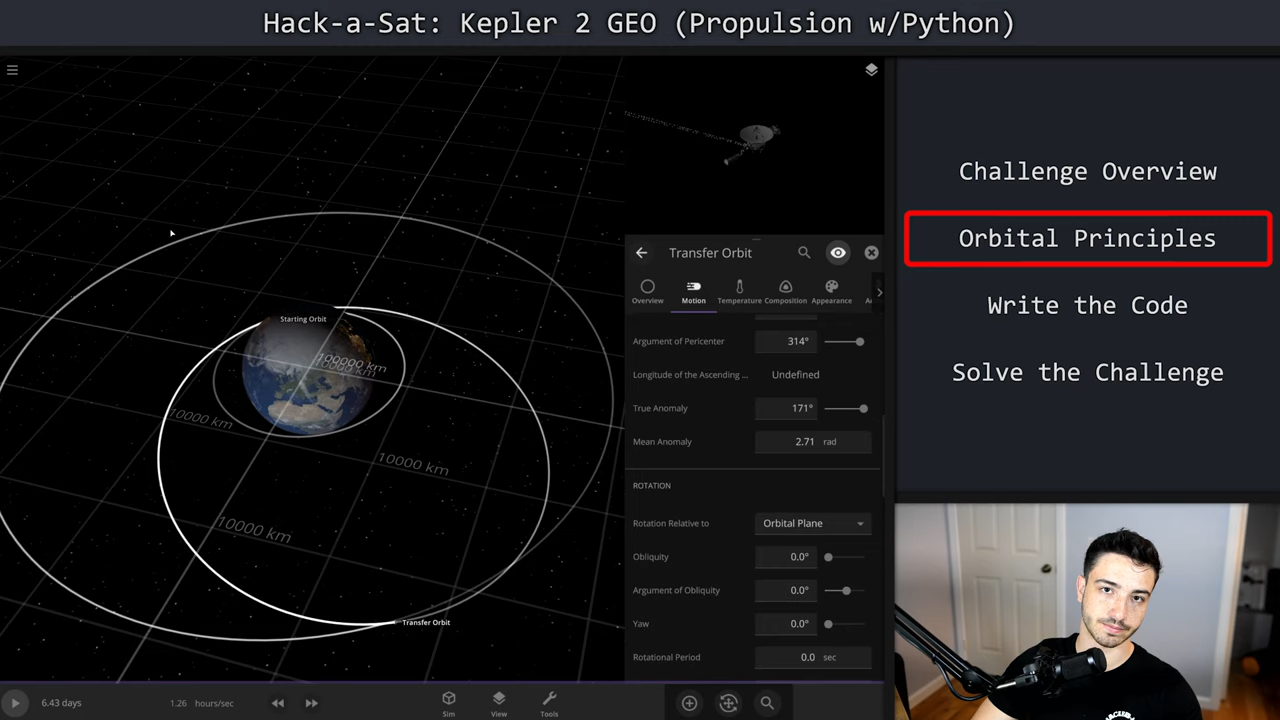 Hack-a-Sat: Kepler 2 GEO (Propulsion w/Python)
Starting Orbit
100000 km
10000 km
10000 km
10000 km
Transfer Orbit
6.43 days
1.26 hours/sec
Sim
View
Tools
Transfer Orbit
Overview
Motion
Temperature
Composition
Appearance
Argument of Pericenter 314°
Longitude of the Ascending ... Undefined
True Anomaly 171°
Mean Anomaly 2.71 rad
ROTATION
Rotation Relative to Orbital Plane
Obliquity 0.0°
Argument of Obliquity 0.0°
Yaw 0.0°
Rotational Period 0.0 sec
Challenge Overview
Orbital Principles
Write the Code
Solve the Challenge